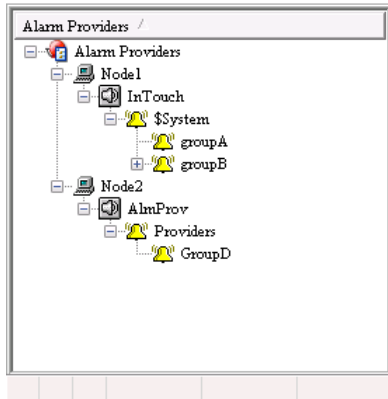 Alarm Providers
Alarm Providers
Node1
InTouch
$System
groupA
groupB
Node2
AlmProv
Providers
GroupD